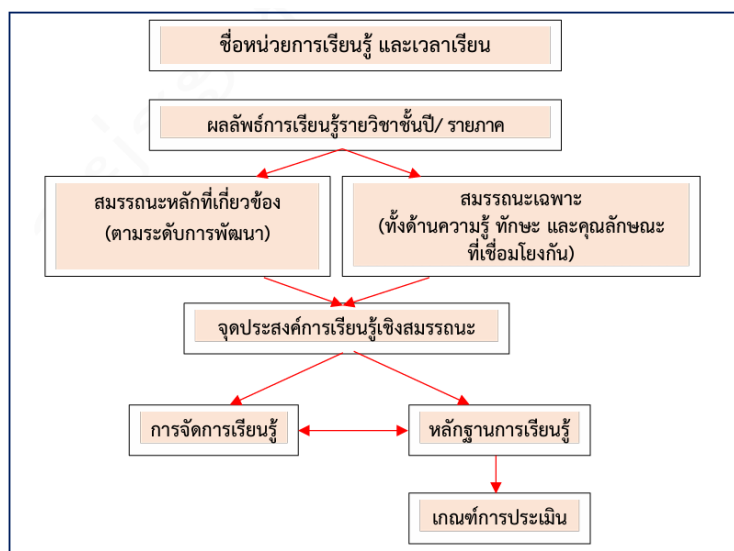 ชื่อหน่วยการเรียนรู้ และเวลาเรียน
ผลลัพธ์การเรียนรู้รายวิชาชั้นปี/ รายภาค
สมรรถนะหลักที่เกี่ยวข้อง
(ตามระดับการพัฒนา)
สมรรถนะเฉพาะ
(ทั้งด้านความรู้ ทักษะ และคุณลักษณะ
ที่เชื่อมโยงกัน)
จุดประสงค์การเรียนรู้เชิงสมรรถนะ
การจัดการเรียนรู้
หลักฐานการเรียนรู้
เกณฑ์การประเมิน